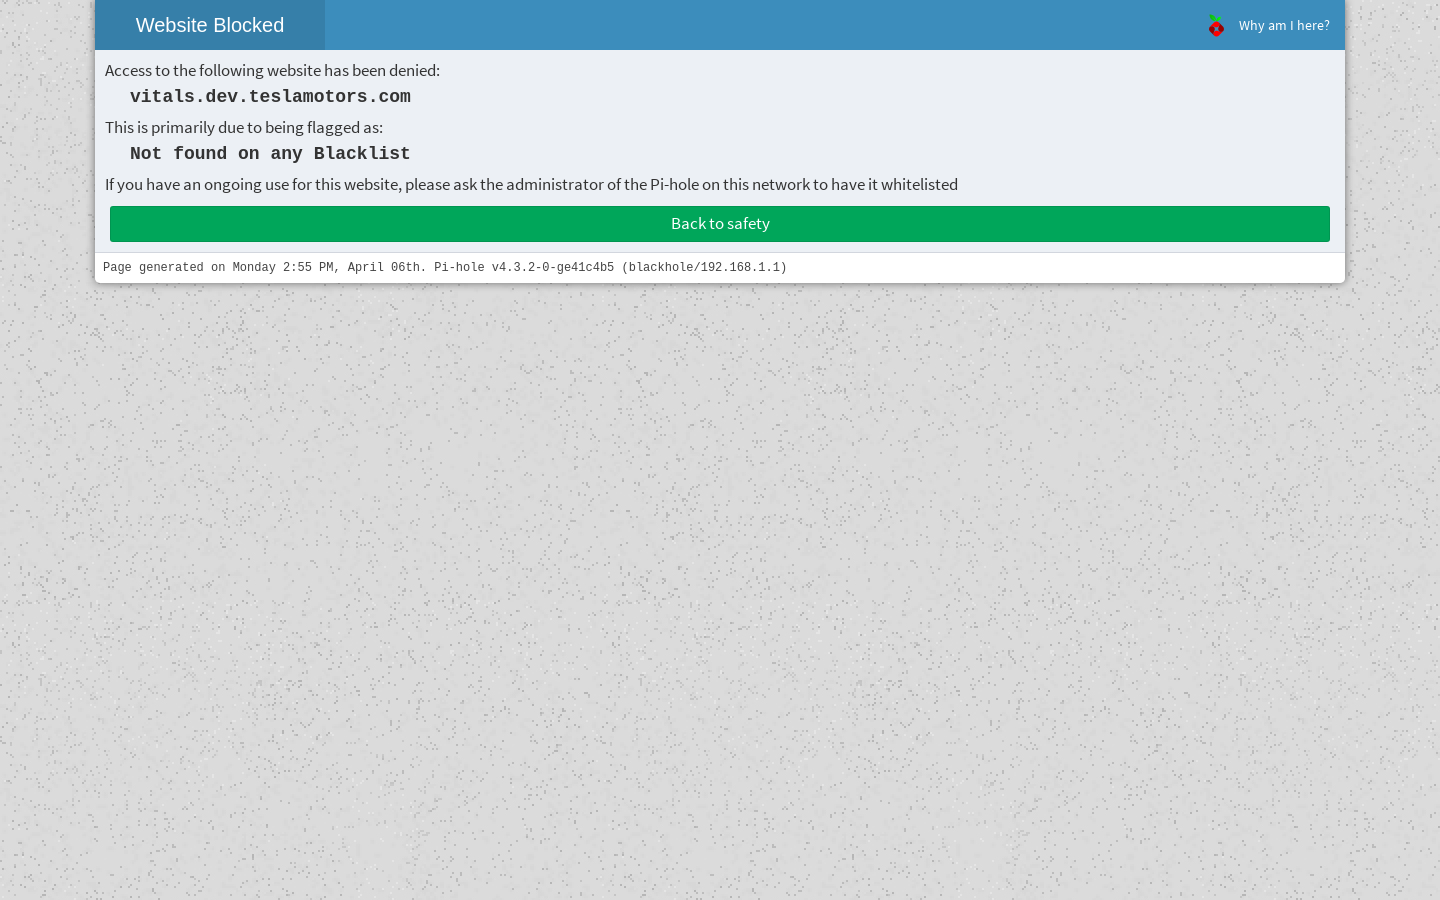 Website Blocked
Why am I here?
Access to the following website has been denied:
vitals.dev.teslamotors.com
This is primarily due to being flagged as:
Not found on any Blacklist
If you have an ongoing use for this website, please ask the administrator of the Pi-hole on this network to have it whitelisted
Back to safety
Page generated on Monday 2:55 PM, April 06th. Pi-hole v4.3.2-0-ge41c4b5 (blackhole/192.168.1.1)